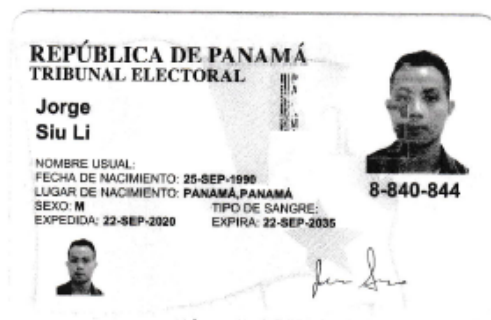 REPÚBLICA DE PANAMÁ
TRIBUNAL ELECTORAL
Jorge
Siu Li
NOMBRE USUAL:
FECHA DE NACIMIENTO: 25-SEP-1990
LUGAR DE NACIMIENTO: PANAMÁ,PANAMÁ
SEXO: M TIPO DE SANGRE:
EXPEDIDA: 22-SEP-2020 EXPIRA: 22-SEP-2035
8-840-844